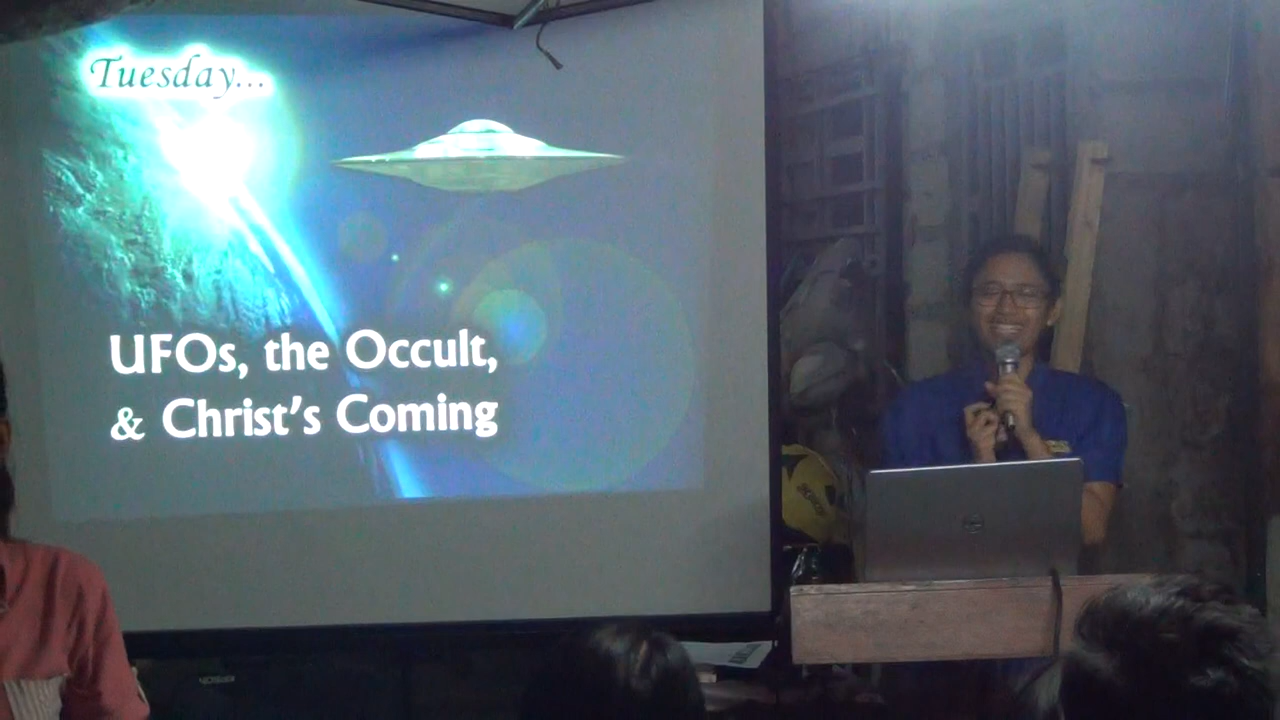 Tuesday...
UFOs, the Occult,
& Christ's Coming